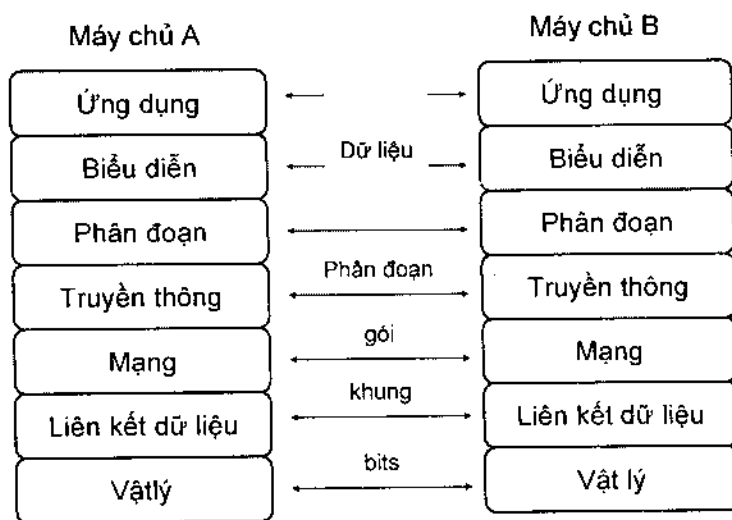 Máy chủ A
Máy chủ B
Ứng dụng
Ứng dụng
Biểu diễn
Dữ liệu
Biểu diễn
Phân đoạn
Phân đoạn
Phân đoạn
Truyền thông
Truyền thông
gói
Mạng
Mạng
khung
Liên kết dữ liệu
Liên kết dữ liệu
bits
Vậtlý
Vật lý